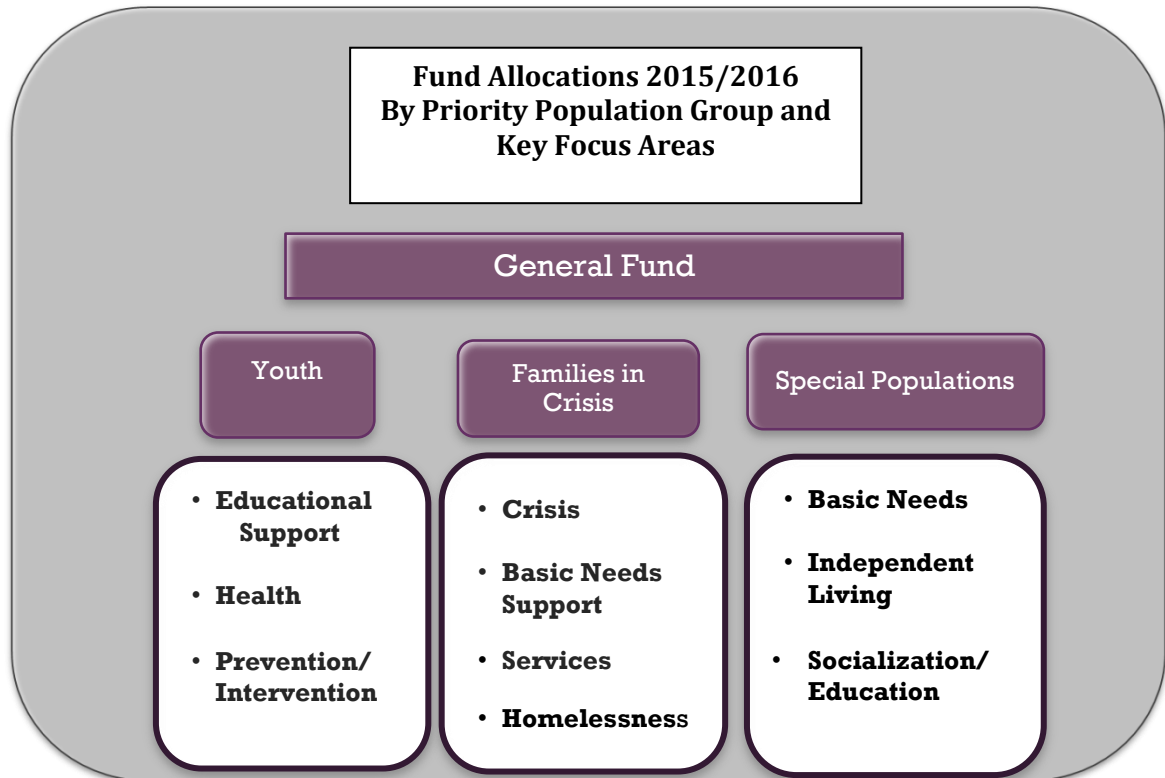 Fund Allocations 2015/2016
By Priority Population Group and
Key Focus Areas
General Fund
Youth
• Educational
Support
• Health
• Prevention/
Intervention
Families in
Crisis
• Crisis
• Basic Needs
Support
• Services
• Homelessness
Special Populations
• Basic Needs
• Independent
Living
• Socialization/
Education